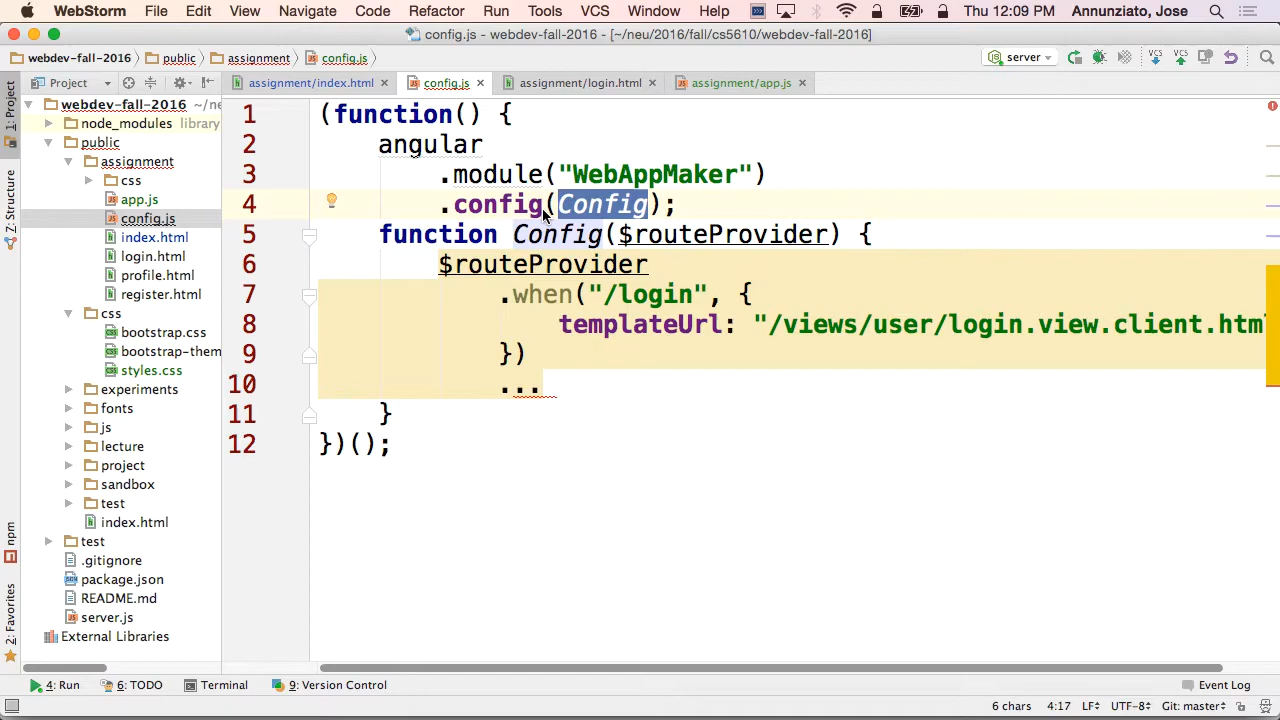 WebStorm File Edit View Navigate Code Refactor Run Tools VCS Window Help Thu 12:09 PM Annunziato, Jose
config.js - webdev-fall-2016 - [~/neu/2016/fall/cs5610/webdev-fall-2016]
webdev-fall-2016 public assignment config.js server VCS VCS
Project assignment/index.html config.js assignment/login.html assignment/app.js
1: Project
Z: Structure
npm
2: Favorites
webdev-fall-2016 ~/ne
node_modules library
public
assignment
css
app.js
config.js
index.html
login.html
profile.html
register.html
css
bootstrap.css
bootstrap-them
styles.css
experiments
fonts
js
lecture
project
sandbox
test
index.html
test
.gitignore
package.json
README.md
server.js
External Libraries
1 (function() {
2 angular
3 .module("WebAppMaker")
4 .config(Config);
5 function Config($routeProvider) {
6 $routeProvider
7 .when("/login", {
8 templateUrl: "/views/user/login.view.client.html
9 })
10 ...
11 }
12 })();
4: Run 6: TODO Terminal 9: Version Control Event Log
6 chars 4:17 LF UTF-8 Git: master